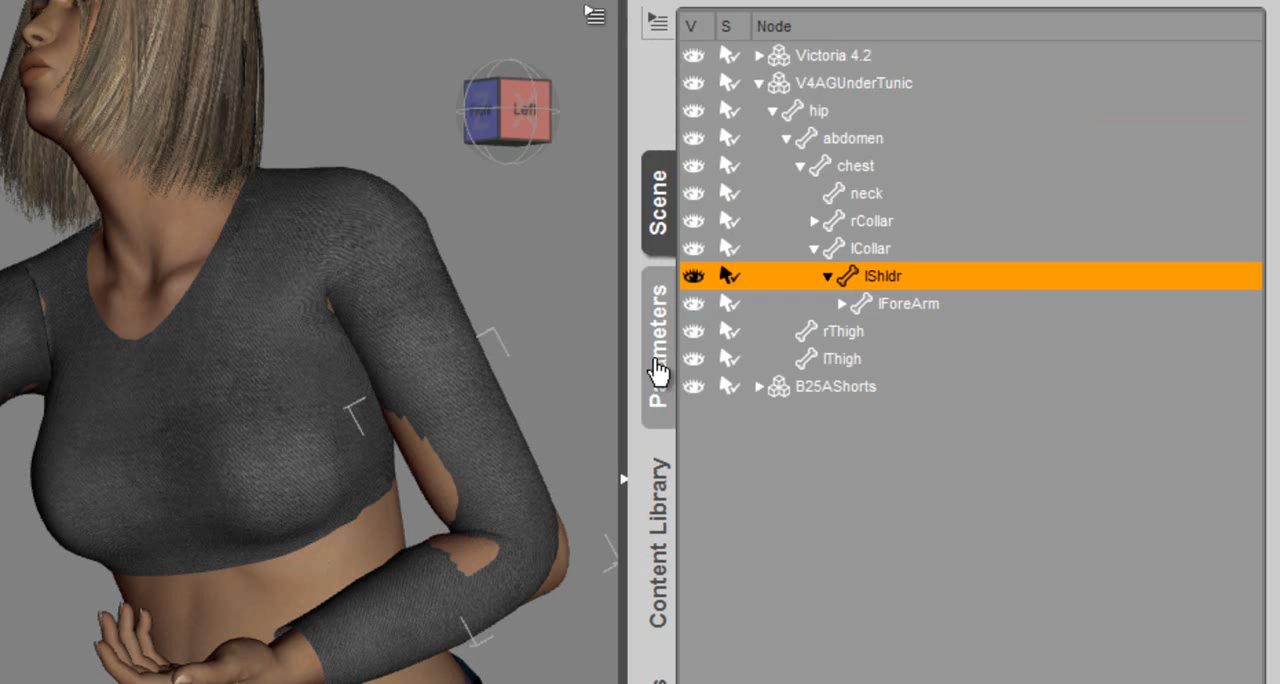 V S Node
Victoria 4.2
V4AGUnderTunic
hip
abdomen
chest
neck
rCollar
lCollar
lShldr
lForeArm
rThigh
lThigh
B25AShorts
Scene
Parameters
Content Library
Left